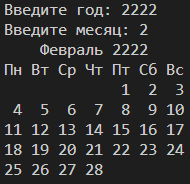 Введите год: 2222
Введите месяц: 2
Февраль 2222
Пн Вт Ср Чт Пт Сб Вс
1 2 3
4 5 6 7 8 9 10
11 12 13 14 15 16 17
18 19 20 21 22 23 24
25 26 27 28